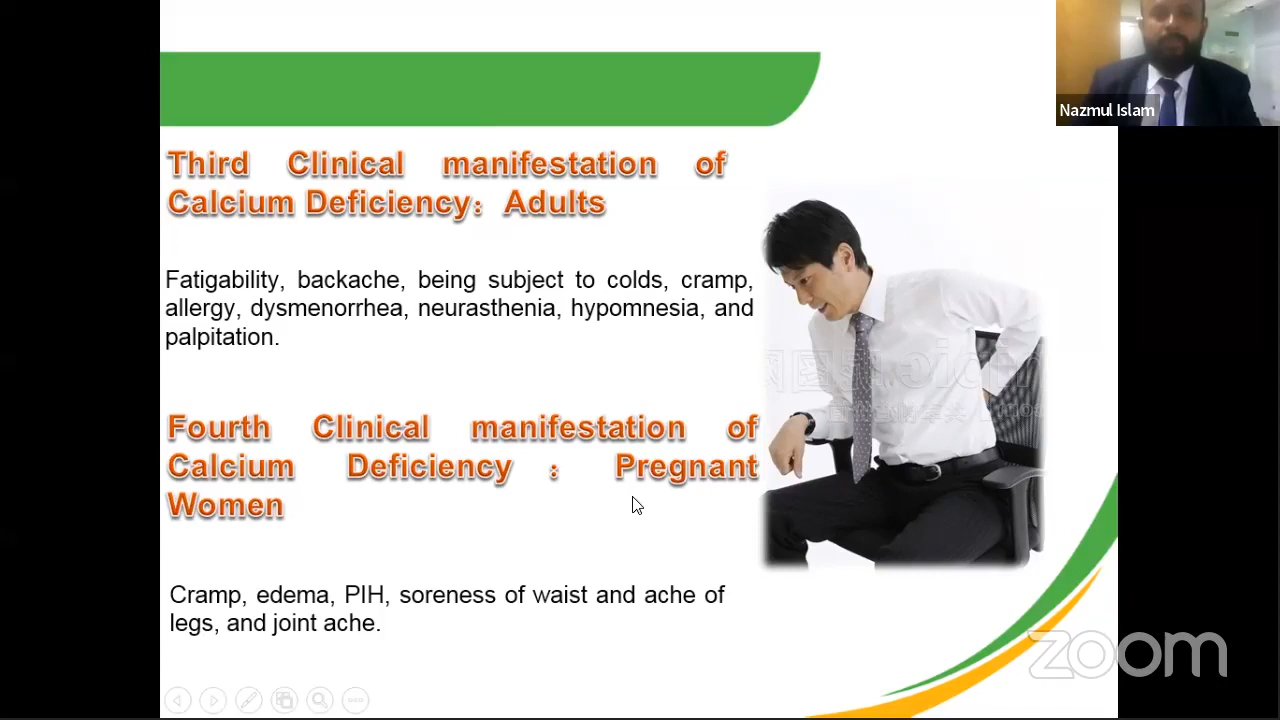 Nazmul Islam
Third Clinical manifestation of
Calcium Deficiency：Adults
Fatigability, backache, being subject to colds, cramp,
allergy, dysmenorrhea, neurasthenia, hypomnesia, and
palpitation.
Fourth Clinical manifestation of
Calcium Deficiency：Pregnant
Women
Cramp, edema, PIH, soreness of waist and ache of
legs, and joint ache.
zoom